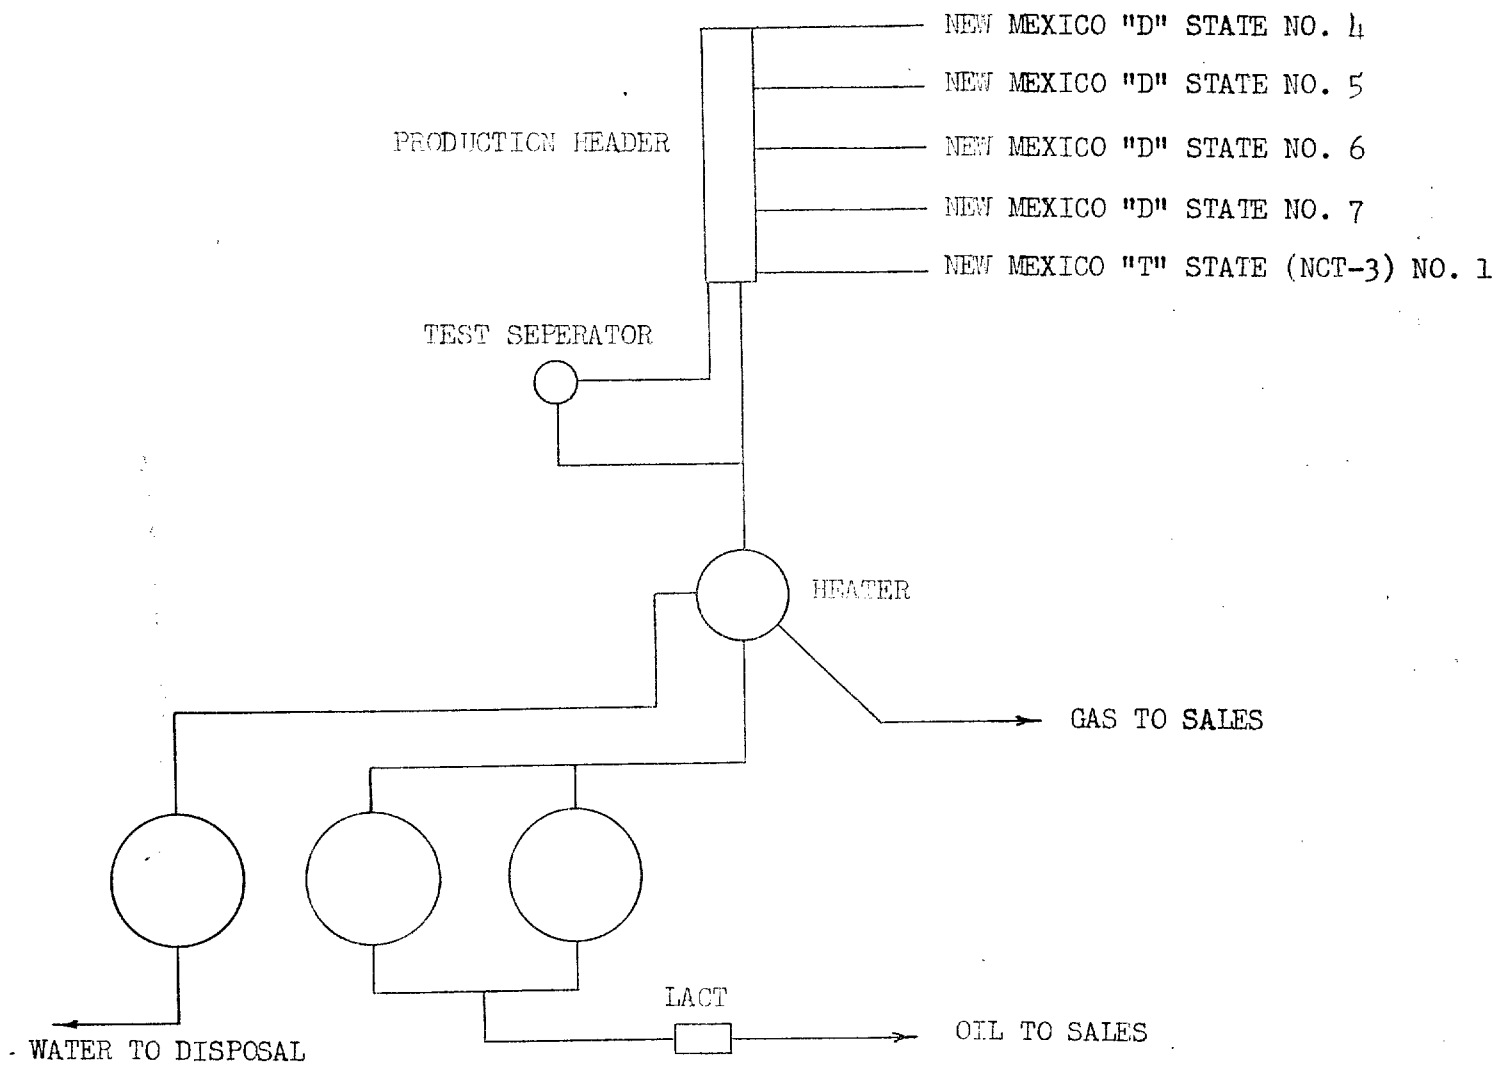 NEW MEXICO "D" STATE NO. 4
NEW MEXICO "D" STATE NO. 5
PRODUCTION HEADER
NEW MEXICO "D" STATE NO. 6
NEW MEXICO "D" STATE NO. 7
NEW MEXICO "T" STATE (NCT-3) NO. 1
TEST SEPERATOR
HEATER
GAS TO SALES
LACT
OIL TO SALES
WATER TO DISPOSAL